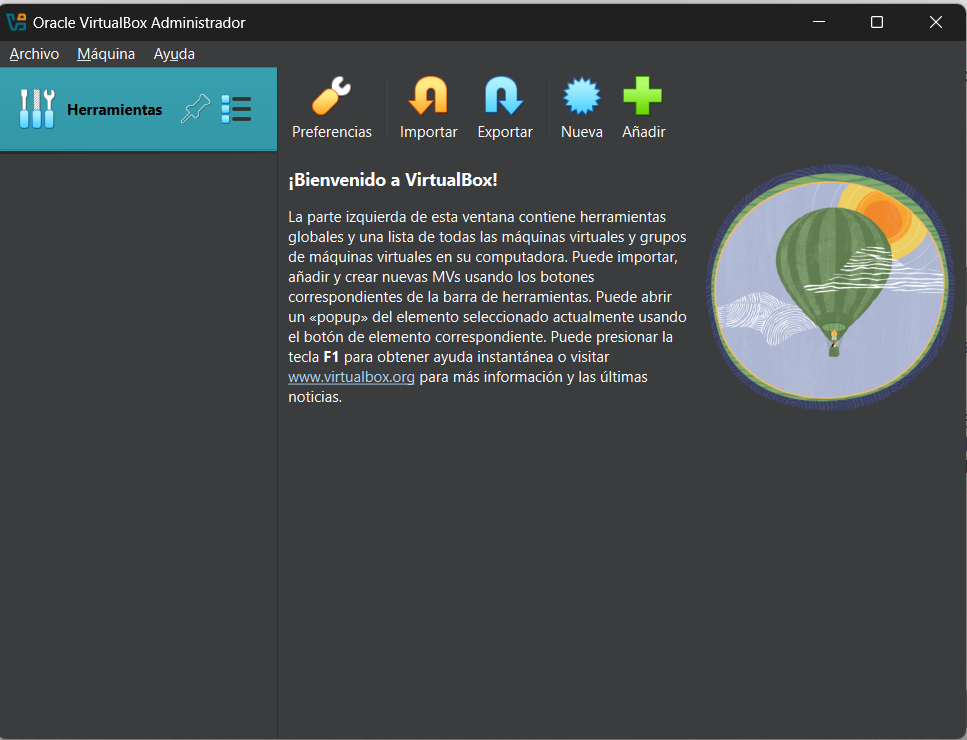 Oracle VirtualBox Administrador
Archivo Máquina Ayuda
Herramientas
Preferencias Importar Exportar Nueva Añadir
¡Bienvenido a VirtualBox!
La parte izquierda de esta ventana contiene herramientas
globales y una lista de todas las máquinas virtuales y grupos
de máquinas virtuales en su computadora. Puede importar,
añadir y crear nuevas MVs usando los botones
correspondientes de la barra de herramientas. Puede abrir
un «popup» del elemento seleccionado actualmente usando
el botón de elemento correspondiente. Puede presionar la
tecla F1 para obtener ayuda instantánea o visitar
www.virtualbox.org para más información y las últimas
noticias.